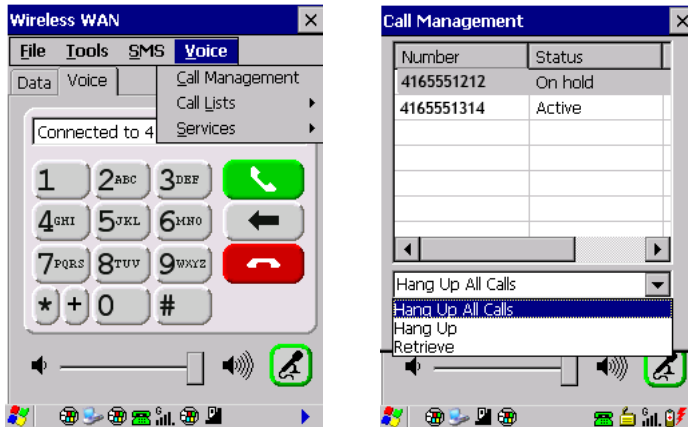 Wireless WAN
File Tools SMS Voice
Data Voice
Call Management
Call Lists
Services
Connected to 4
1 2ABC 3DEF
4GHI 5JKL 6MNO
7PQRS 8TUV 9WXYZ
* + 0 #
G
Call Management
Number Status
4165551212 On hold
4165551314 Active
Hang Up All Calls
Hang Up All Calls
Hang Up
Retrieve
G